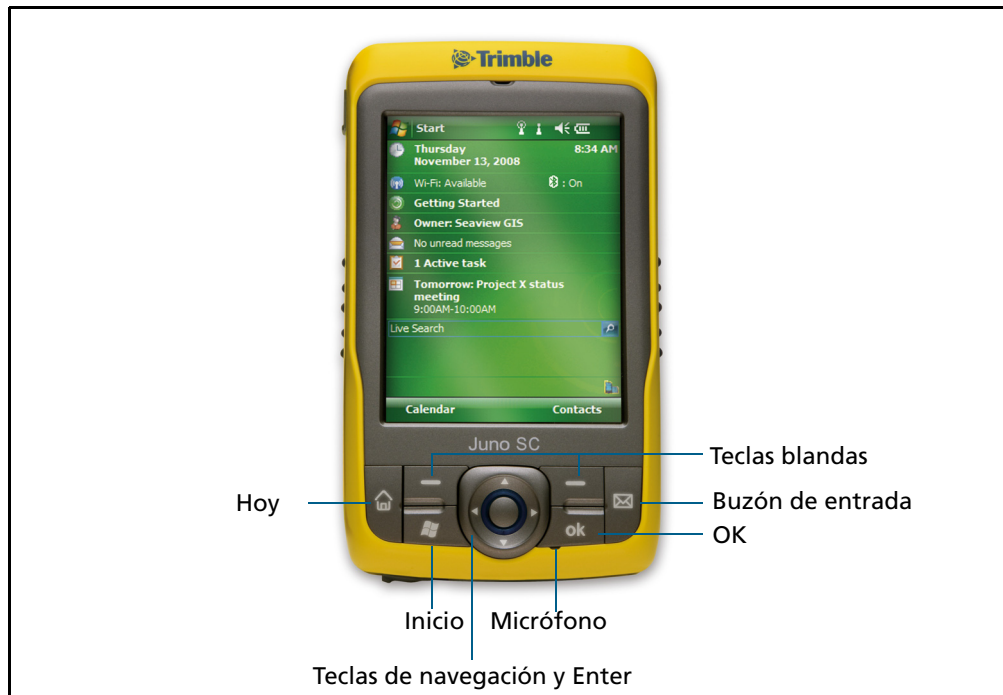 Trimble
Start
Thursday 8:34 AM
November 13, 2008
Wi-Fi: Available : On
Getting Started
Owner: Seaview GIS
No unread messages
1 Active task
Tomorrow: Project X status
meeting
9:00AM-10:00AM
Live Search
Calendar Contacts
Juno SC
Teclas blandas
Hoy
Buzón de entrada
ok
OK
Inicio Micrófono
Teclas de navegación y Enter